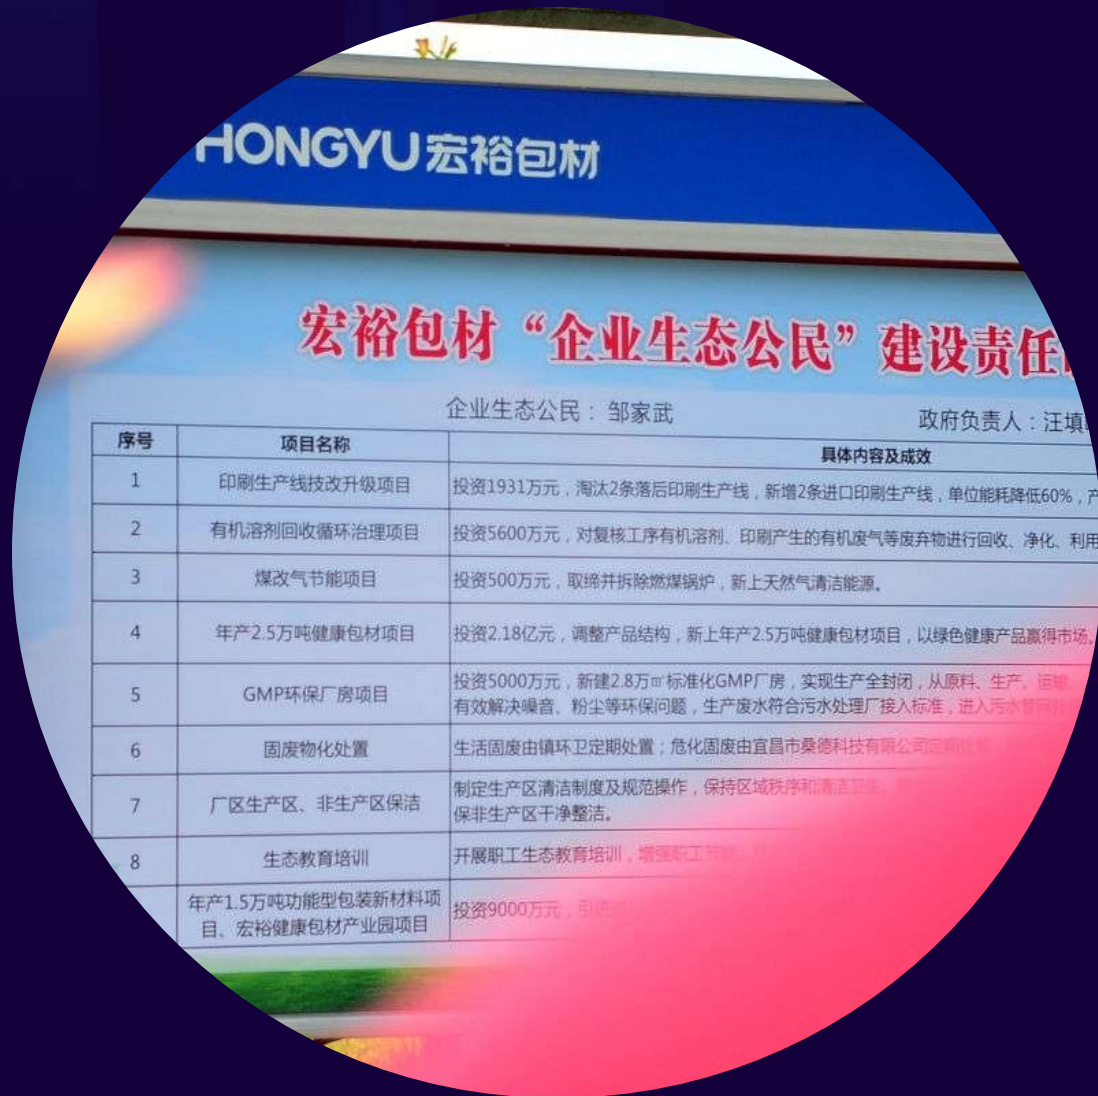 HONGYU宏裕包材
宏裕包材“企业生态公民”建设责任
企业生态公民：邹家武
政府负责人：汪填
序号 项目名称 具体内容及成效
1 印刷生产线技改升级项目 投资1931万元，淘汰2条落后印刷生产线，新增2条进口印刷生产线，单位能耗降低60%，产
2 有机溶剂回收循环治理项目 投资5600万元，对复核工序有机溶剂、印刷产生的有机废气等废弃物进行回收、净化、利用
3 煤改气节能项目 投资500万元，取缔并拆除燃煤锅炉，新上天然气清洁能源。
4 年产2.5万吨健康包材项目 投资2.18亿元，调整产品结构，新上年产2.5万吨健康包材项目，以绿色健康产品赢得市场。
5 GMP环保厂房项目 投资5000万元，新建2.8万㎡标准化GMP厂房，实现生产全封闭，从原料、生产、运输、
有效解决噪音、粉尘等环保问题，生产废水符合污水处理厂接入标准，进入污水管网
6 固废物化处置 生活固废由镇环卫定期处置；危化固废由宜昌市桑德科技有限公司定期处置
7 厂区生产区、非生产区保洁 制定生产区清洁制度及规范操作，保持区域秩序和清洁卫生。
保非生产区干净整洁。
8 生态教育培训 开展职工生态教育培训，增强职工节能
年产1.5万吨功能型包装新材料项
目、宏裕健康包材产业园项目 投资9000万元，引进